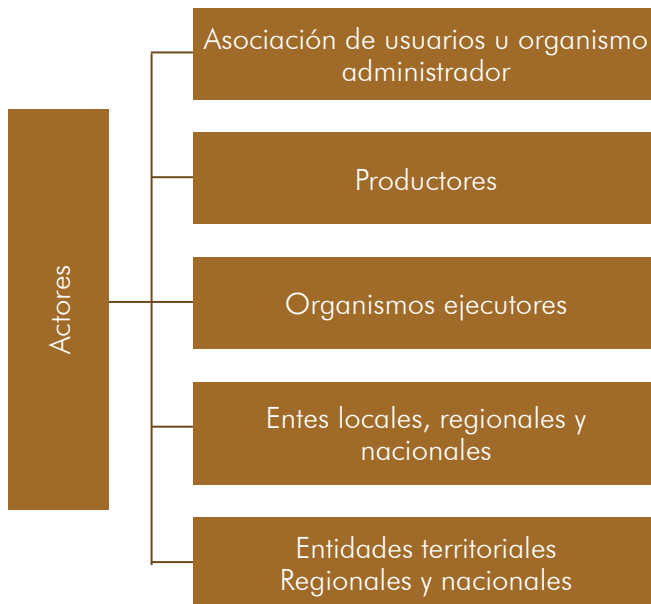 Actores
Asociación de usuarios u organismo
administrador
Productores
Organismos ejecutores
Entes locales, regionales y
nacionales
Entidades territoriales
Regionales y nacionales